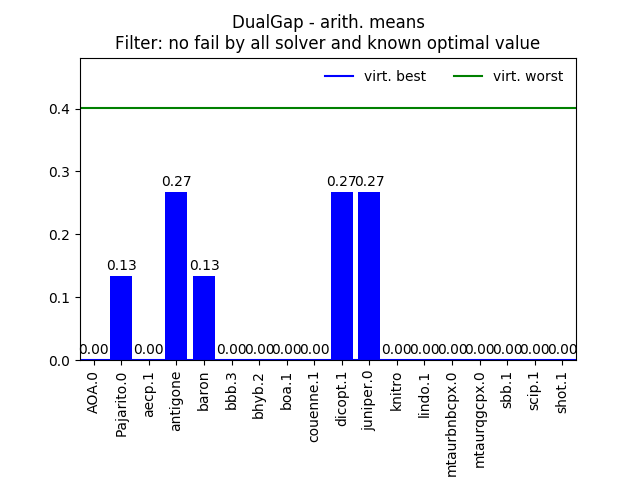 DualGap - arith. means
Filter: no fail by all solver and known optimal value
virt. best
virt. worst
0.4
0.3
0.2
0.1
0.0
0.00
0.13
0.00
0.27
0.13
0.00
0.00
0.00
0.00
0.27
0.27
0.00
0.00
0.00
0.00
0.00
0.00
0.00
AOA.0
Pajarito.0
aecp.1
antigone
baron
bbb.3
bhyb.2
boa.1
couenne.1
dicopt.1
juniper.0
knitro
lindo.1
mtaurbnbcpx.0
mtaurqgcpx.0
sbb.1
scip.1
shot.1